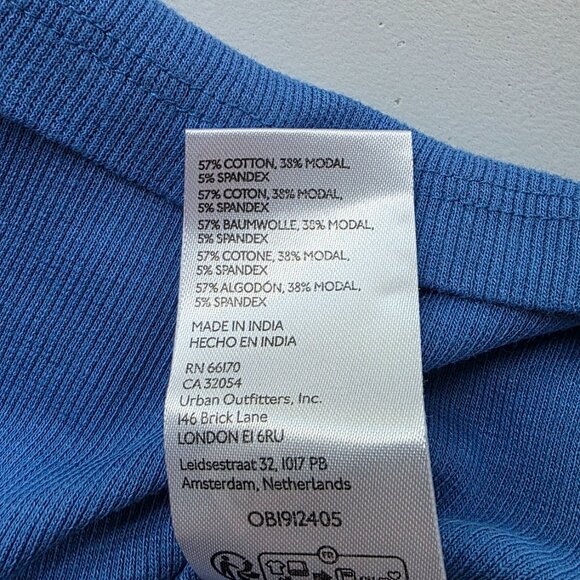 57% COTTON, 38% MODAL,
5% SPANDEX
57% COTON, 38% MODAL,
5% SPANDEX
57% BAUMWOLLE, 38% MODAL,
5% SPANDEX
57% COTONE, 38% MODAL,
5% SPANDEX
57% ALGODÓN, 38% MODAL,
5% SPANDEX
MADE IN INDIA
HECHO EN INDIA
RN 66170
CA 32054
Urban Outfitters, Inc.
146 Brick Lane
LONDON E1 6RU
Leidsestraat 32, 1017 PB
Amsterdam, Netherlands
OB1912405
FR